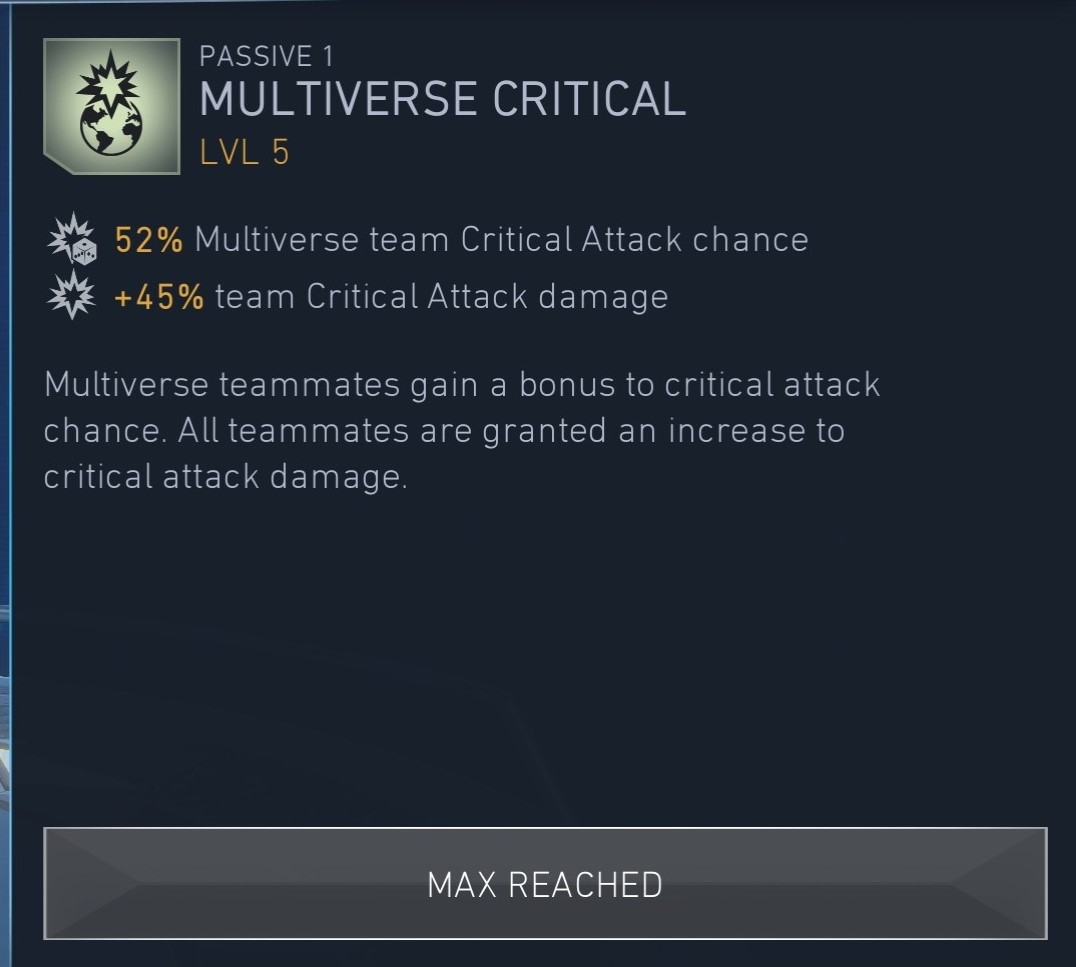 PASSIVE 1
MULTIVERSE CRITICAL
LVL 5
52% Multiverse team Critical Attack chance
+45% team Critical Attack damage
Multiverse teammates gain a bonus to critical attack
chance. All teammates are granted an increase to
critical attack damage.
MAX REACHED